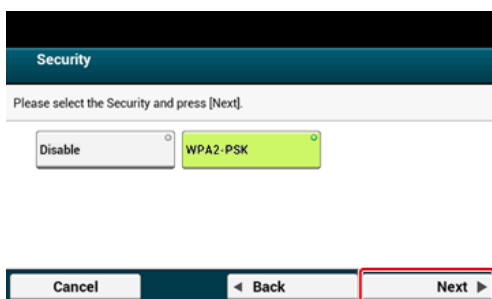 Security
Please select the Security and press [Next].
Disable WPA2-PSK
Cancel ◀ Back Next ▶